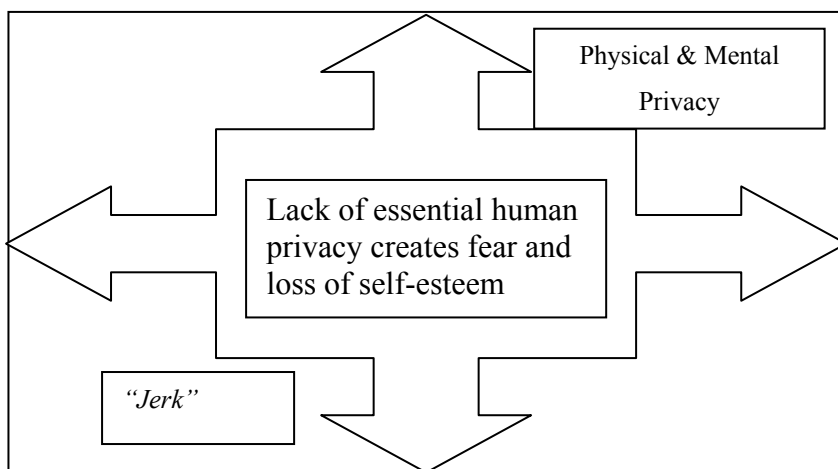 Physical & Mental
Privacy
Lack of essential human
privacy creates fear and
loss of self-esteem
“Jerk”